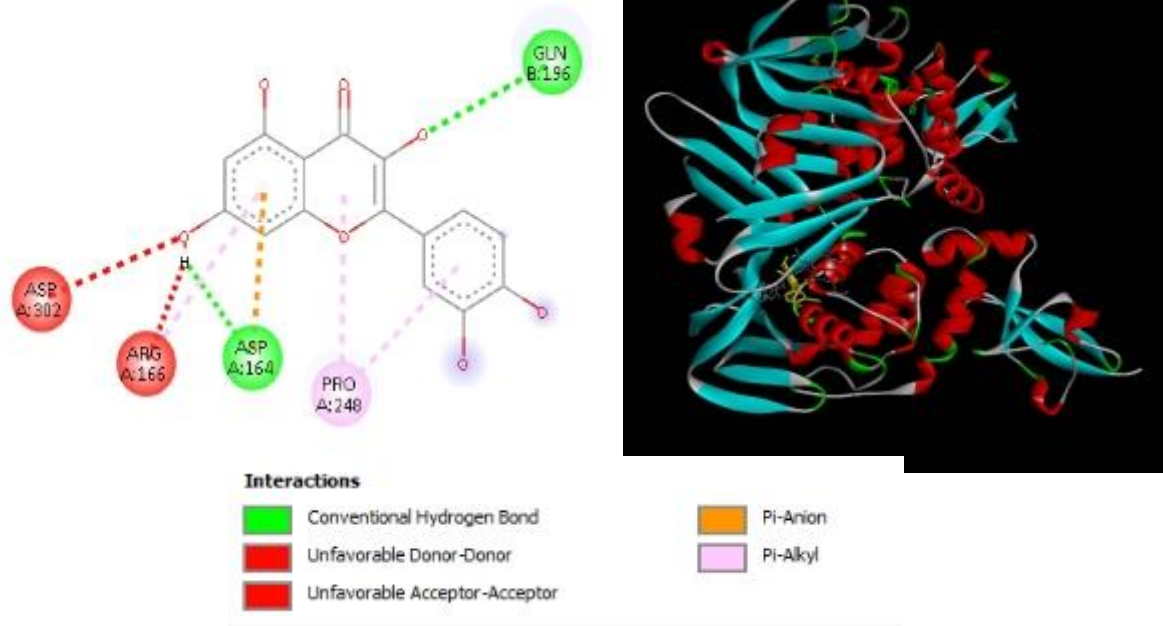 GLN
B:196
O
O
O
O
H
O
ASP
A:302
ARG
A:166
ASP
A:164
PRO
A:248
O
O
Interactions
Conventional Hydrogen Bond
Unfavorable Donor-Donor
Unfavorable Acceptor-Acceptor
Pi-Anion
Pi-Alkyl